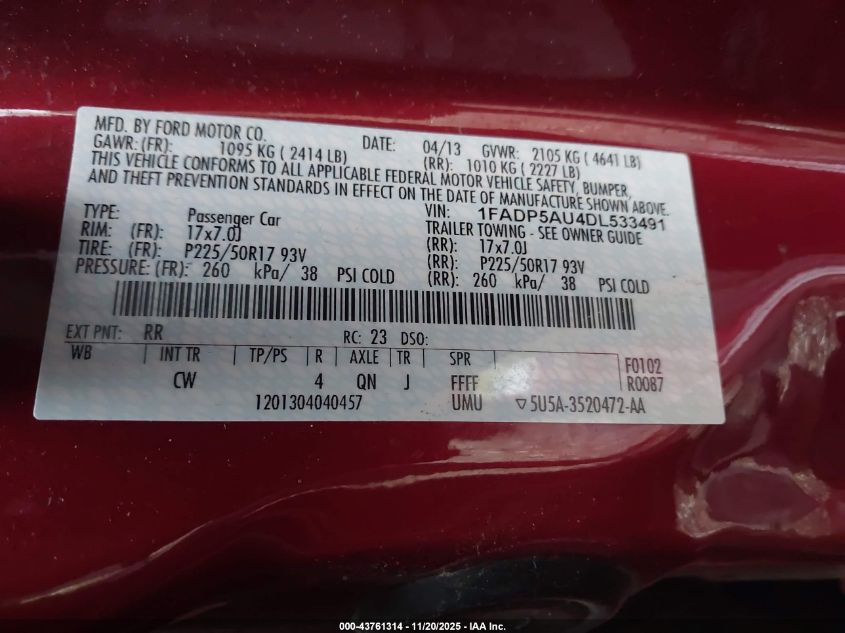 MFD. BY FORD MOTOR CO. DATE: 04/13 GVWR: 2105 KG ( 4641 LB)
GAWR: (FR): 1095 KG ( 2414 LB) (RR): 1010 KG ( 2227 LB)
THIS VEHICLE CONFORMS TO ALL APPLICABLE FEDERAL MOTOR VEHICLE SAFETY, BUMPER,
AND THEFT PREVENTION STANDARDS IN EFFECT ON THE DATE OF MANUFACTURE SHOWN ABOVE.
TYPE: Passenger Car VIN: 1FADP5AU4DL533491
TRAILER TOWING - SEE OWNER GUIDE
RIM: (FR): 17x7.0J (RR): 17x7.0J
TIRE: (FR): P225/50R17 93V (RR): P225/50R17 93V
PRESSURE: (FR): 260 kPa/ 38 PSI COLD (RR): 260 kPa/ 38 PSI COLD
EXT PNT: RR RC: 23 DSO:
WB INT TR TP/PS R AXLE TR SPR F0102
CW 4 QN J FFFF R0087
1201304040457 UMU ▽5U5A-3520472-AA
000-43761314 | 11/20/2025 | IAA Inc.